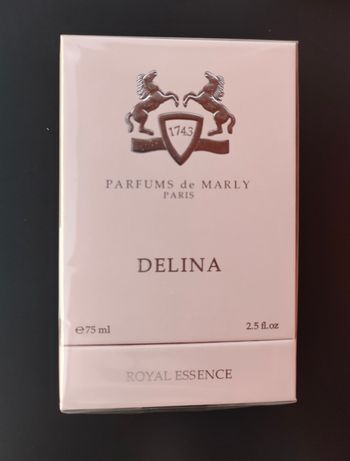 1743
PARFUMS de MARLY
PARIS
DELINA
℮75 ml 2.5 fl.oz
ROYAL ESSENCE